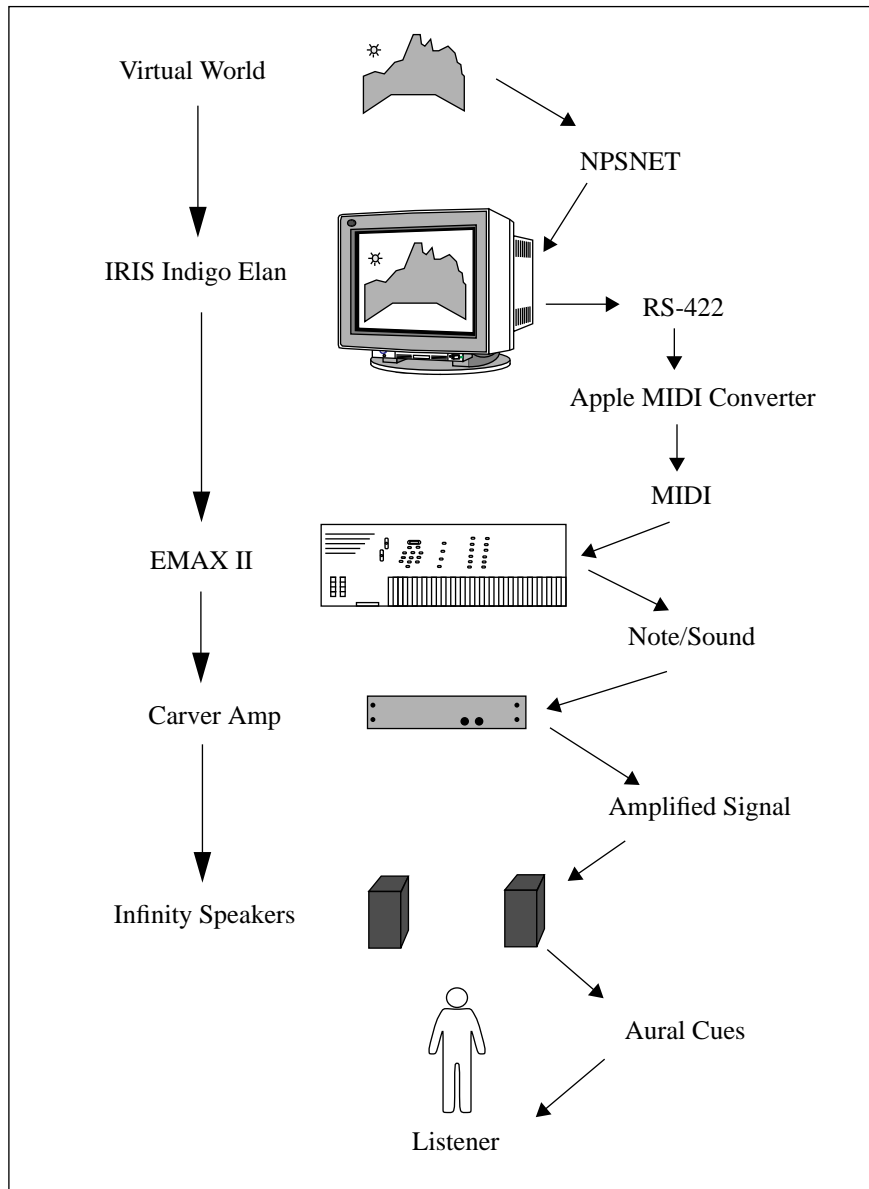 Virtual World
NPSNET
IRIS Indigo Elan
RS-422
Apple MIDI Converter
MIDI
EMAX II
Note/Sound
Carver Amp
Amplified Signal
Infinity Speakers
Aural Cues
Listener